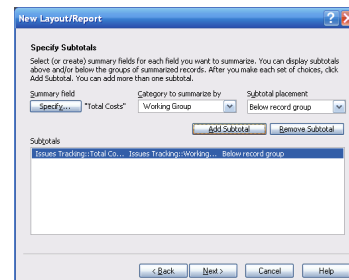 New Layout/Report
Specify Subtotals
Select (or create) summary fields for each field you want to summarize. You can display subtotals
above and/or below the groups of summarized records. After you make each set of choices, click
Add Subtotal. You can add more than one subtotal.
Summary field Category to summarize by Subtotal placement
Specify... "Total Costs" Working Group Below record group
Add Subtotal Remove Subtotal
Subtotals
Issues Tracking::Total Co... Issues Tracking::Working... Below record group
< Back Next > Cancel Help